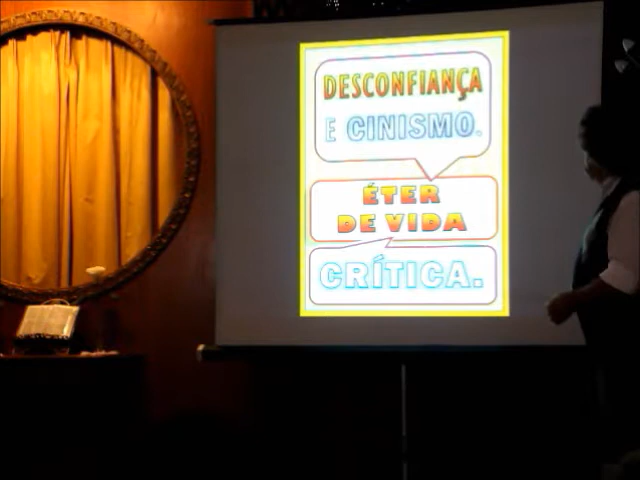 DESCONFIANÇA
E CINISMO.
ÉTER
DE VIDA
CRÍTICA.